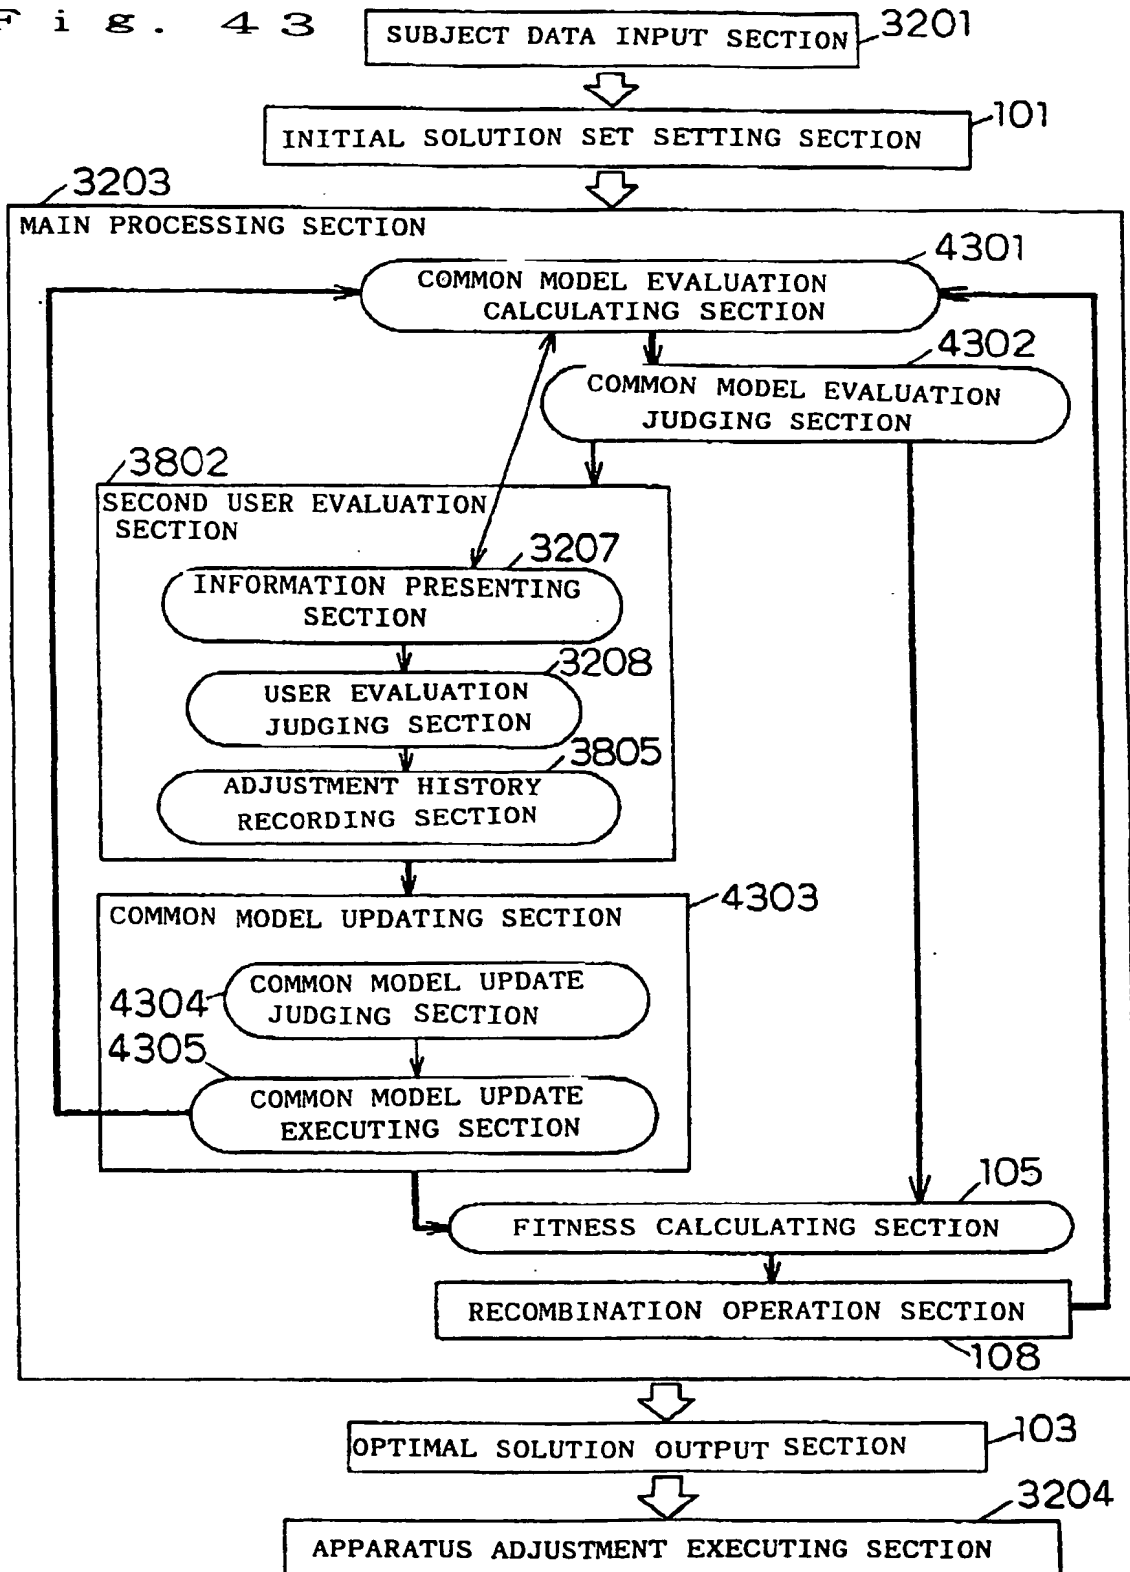 Fig. 43
SUBJECT DATA INPUT SECTION
3201
INITIAL SOLUTION SET SETTING SECTION
101
3203
MAIN PROCESSING SECTION
4301
COMMON MODEL EVALUATION
CALCULATING SECTION
4302
COMMON MODEL EVALUATION
JUDGING SECTION
3802
SECOND USER EVALUATION
SECTION
3207
INFORMATION PRESENTING
SECTION
3208
USER EVALUATION
JUDGING SECTION
3805
ADJUSTMENT HISTORY
RECORDING SECTION
4303
COMMON MODEL UPDATING SECTION
4304
COMMON MODEL UPDATE
JUDGING SECTION
4305
COMMON MODEL UPDATE
EXECUTING SECTION
105
FITNESS CALCULATING SECTION
RECOMBINATION OPERATION SECTION
108
OPTIMAL SOLUTION OUTPUT SECTION
103
3204
APPARATUS ADJUSTMENT EXECUTING SECTION